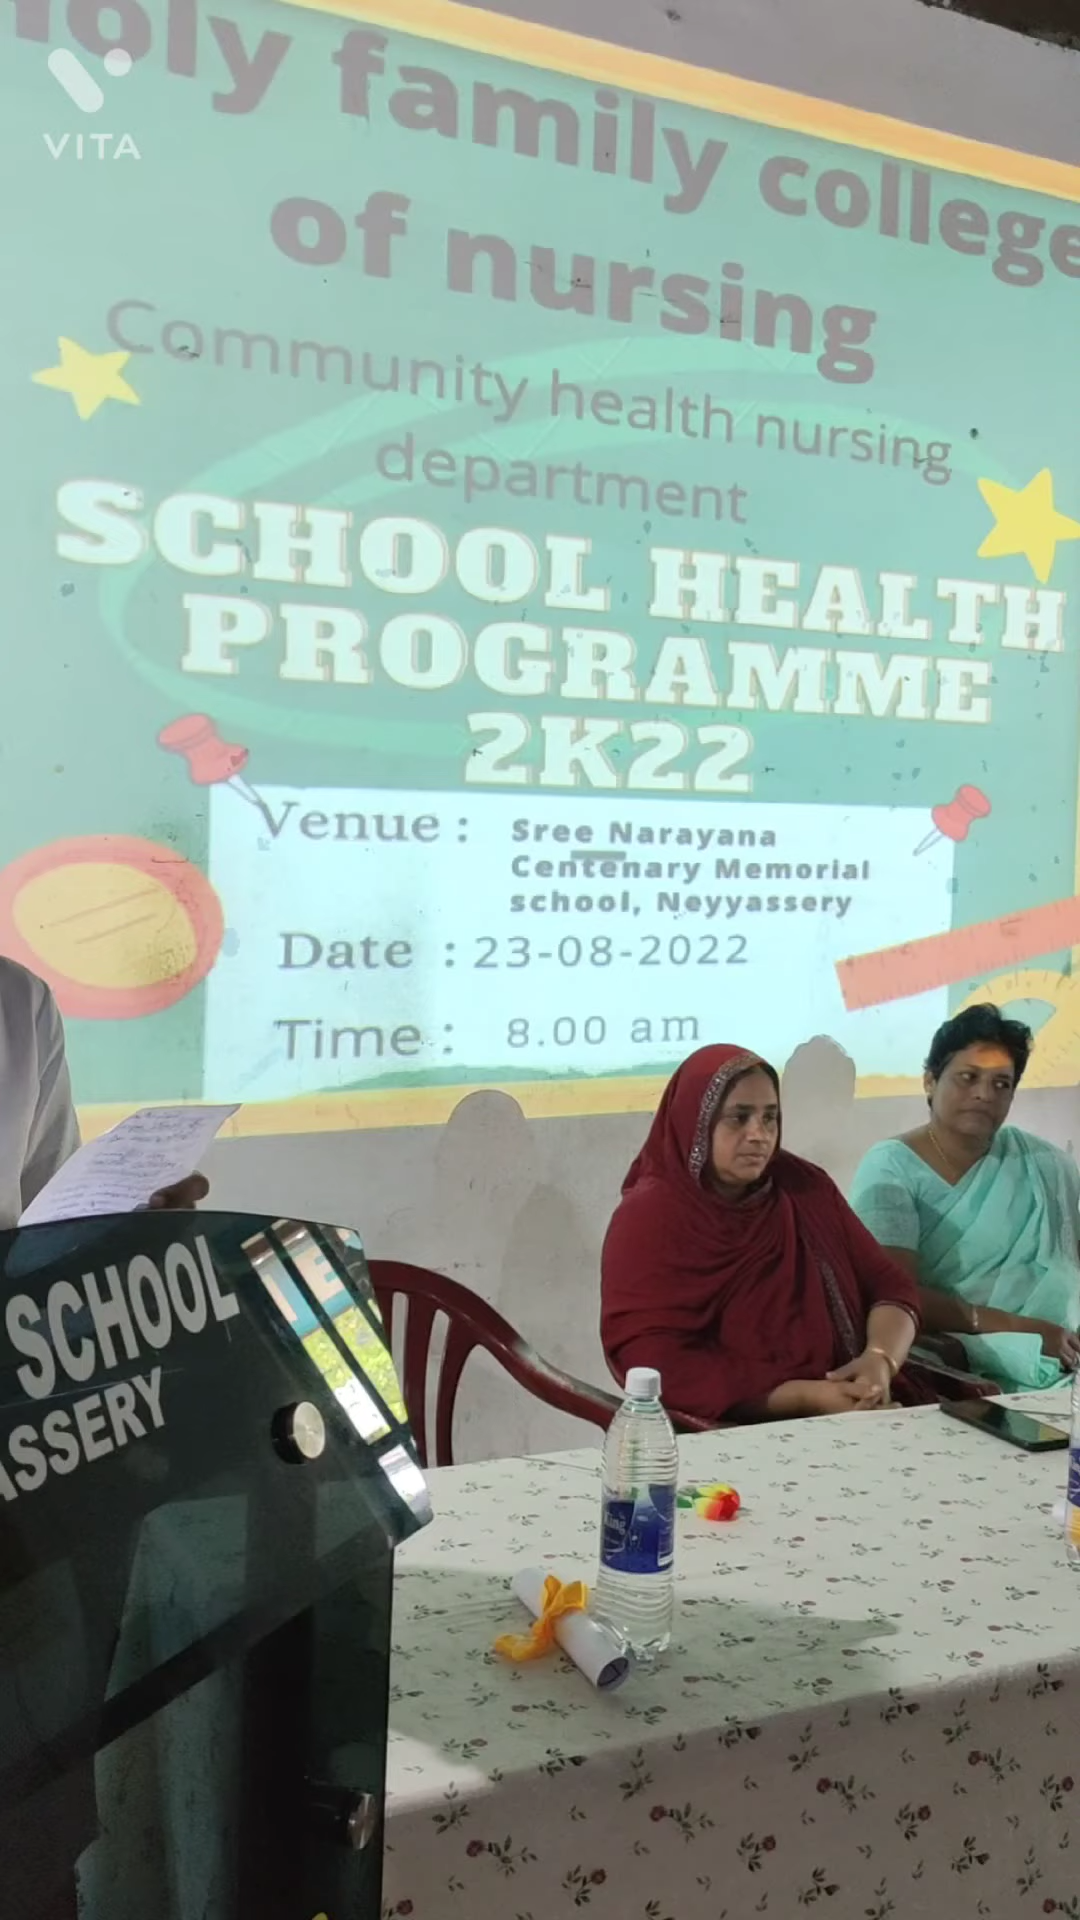 VITA
Holy family college
of nursing
Community health nursing
department
SCHOOL HEALTH
PROGRAMME
2K22
Venue : Sree Narayana
Centenary Memorial
school, Neyyassery
Date : 23-08-2022
Time : 8.00 am
SCHOOL
ASSERY